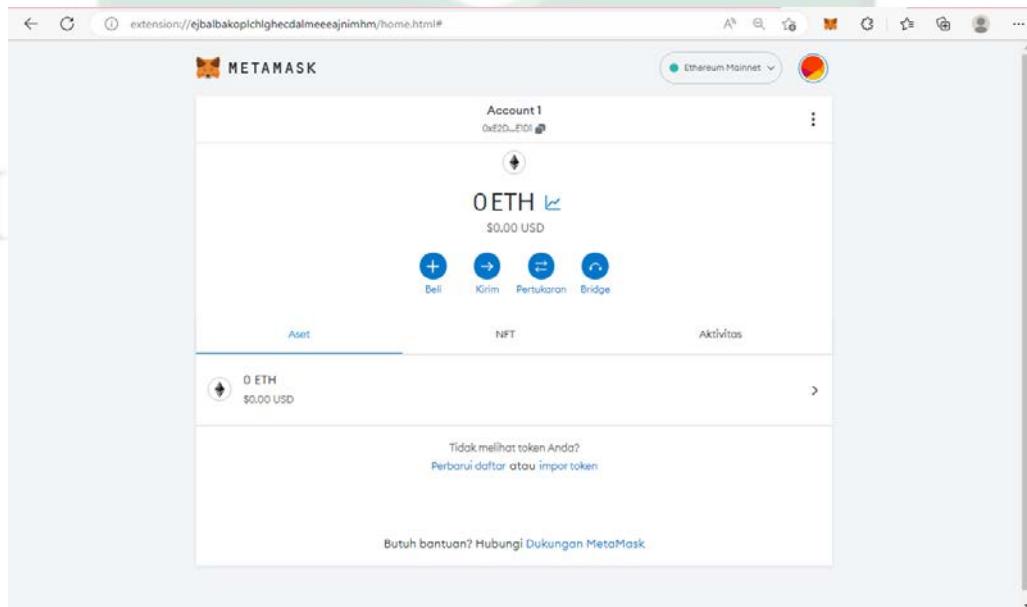 extension://ejbalbakoplchlghecdalmeeeajnimhm/home.html#
METAMASK
Ethereum Mainnet
Account 1
0xE2D...E1D1
0 ETH
$0.00 USD
Beli Kirim Pertukaran Bridge
Aset NFT Aktivitas
0 ETH
$0.00 USD
Tidak melihat token Anda?
Perbarui daftar atau impor token
Butuh bantuan? Hubungi Dukungan MetaMask